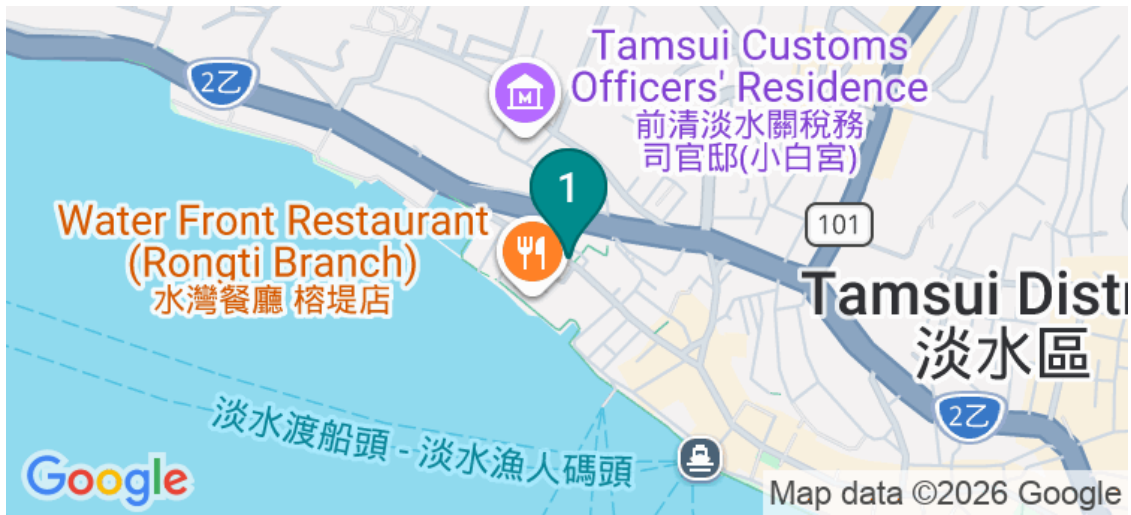 2乙
Tamsui Customs
Officers' Residence
前清淡水關稅務
司官邸(小白宮)
1
Water Front Restaurant
(Rongti Branch)
水灣餐廳 榕堤店
101
Tamsui Distr
淡水區
2乙
淡水渡船頭 - 淡水漁人碼頭
Google
Map data ©2026 Google